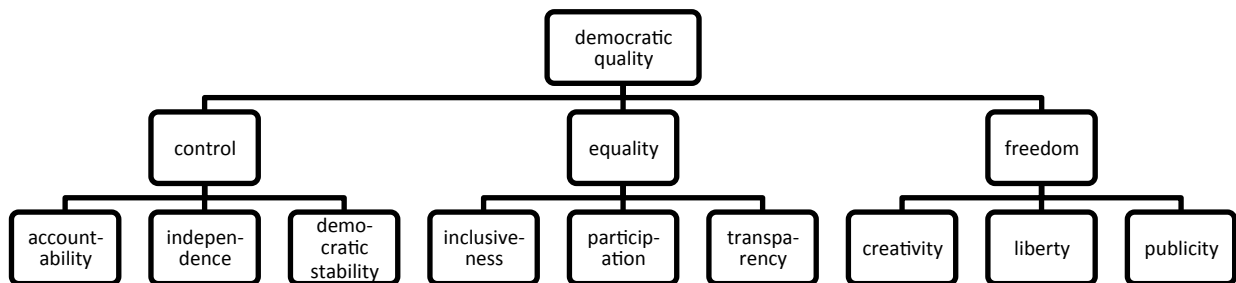 democratic
quality
control
equality
freedom
account-
ability
indepen-
dence
demo-
cratic
stability
inclusive-
ness
particip-
ation
transpa-
rency
creativity
liberty
publicity